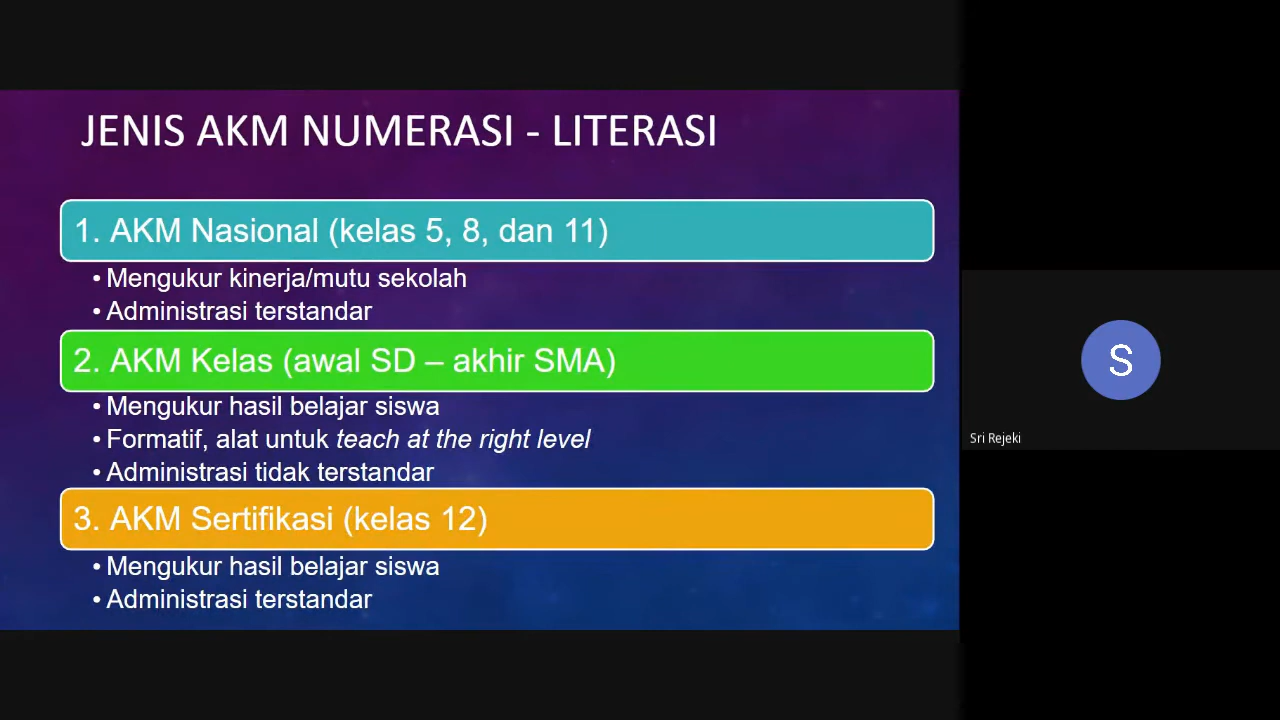 JENIS AKM NUMERASI - LITERASI
1. AKM Nasional (kelas 5, 8, dan 11)
• Mengukur kinerja/mutu sekolah
• Administrasi terstandar
2. AKM Kelas (awal SD – akhir SMA)
• Mengukur hasil belajar siswa
• Formatif, alat untuk teach at the right level
• Administrasi tidak terstandar
3. AKM Sertifikasi (kelas 12)
• Mengukur hasil belajar siswa
• Administrasi terstandar
S
Sri Rejeki